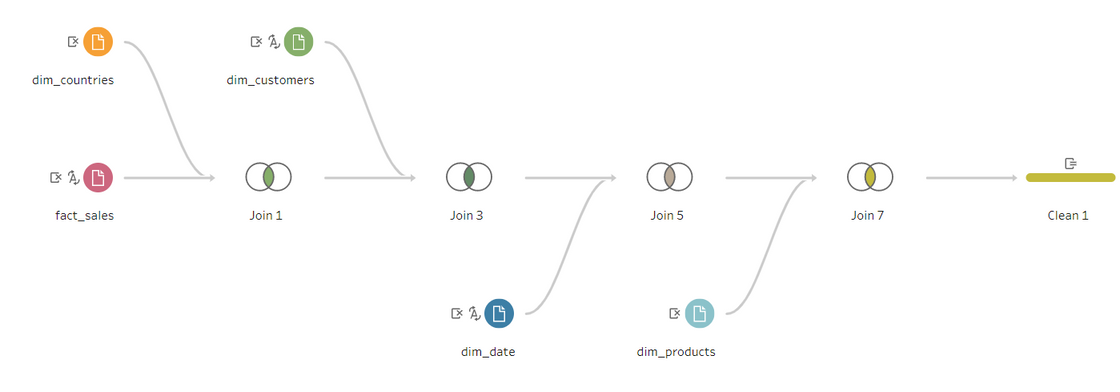 dim_countries
dim_customers
fact_sales
Join 1
Join 3
Join 5
Join 7
Clean 1
dim_date
dim_products